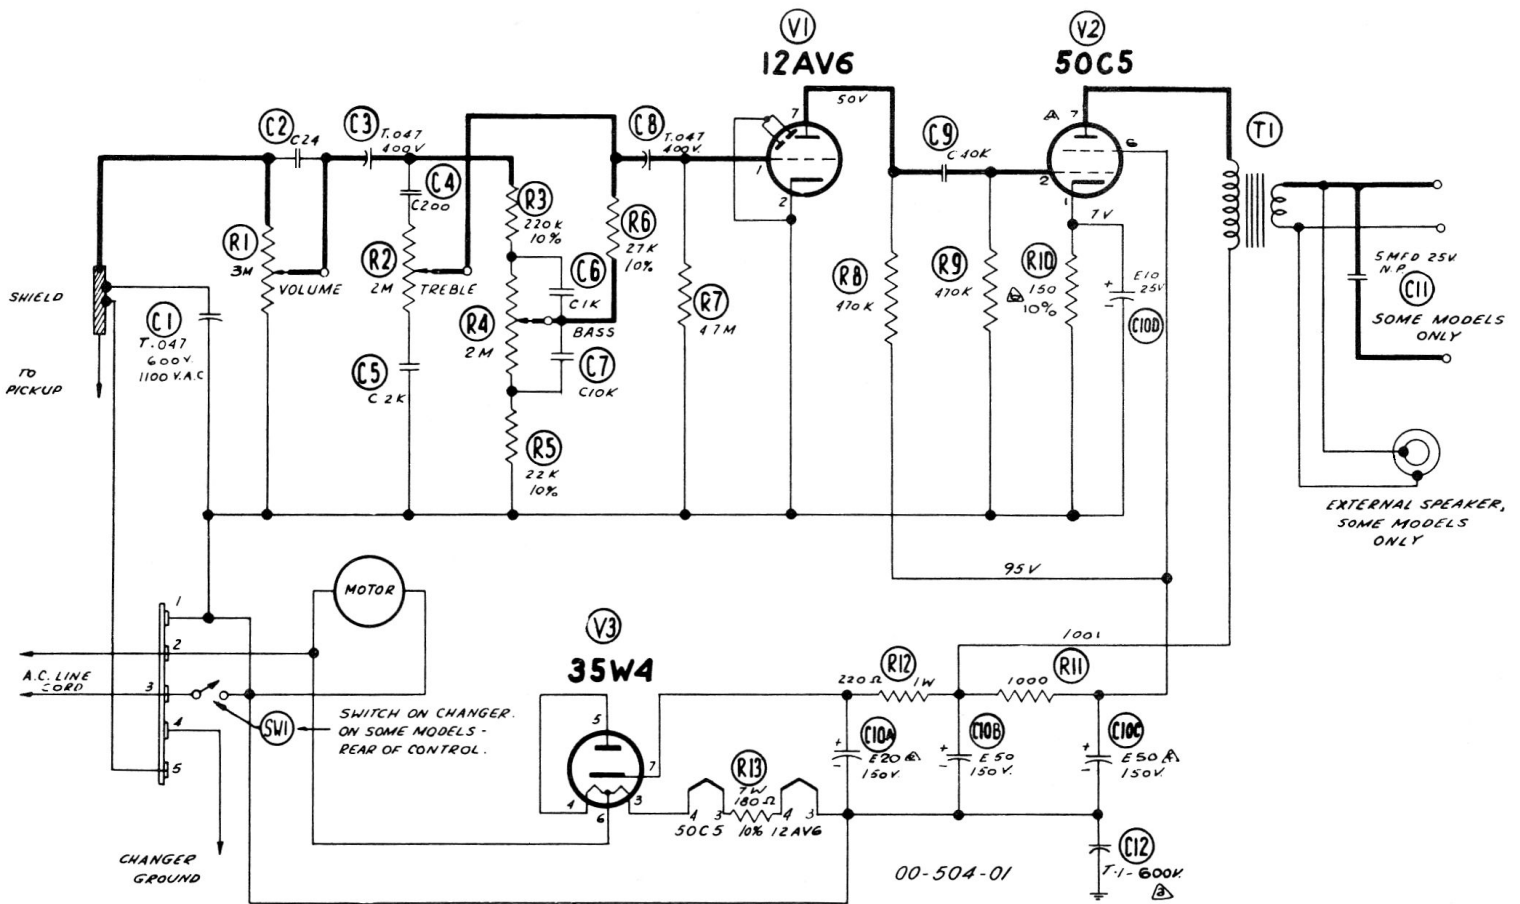 V1
12AV6
V2
50C5
7
50V
C2
C24
C3
T.047
400V
C8
T.047
400V.
C9
C 40K
7
6
T1
1
2
2
1
C4
C200
R3
220K
10%
R6
27K
10%
R1
3M
VOLUME
R2
2M
TREBLE
C6
C1K
R4
2M
BASS
C7
C10K
R7
4.7M
R8
470K
R9
470K
R10
150
10%
7V
E10
25V
+
-
C10D
5 MFD 25V
N.P.
C11
SOME MODELS
ONLY
SHIELD
C1
T.047
600V.
1100 V.A.C
TO
PICKUP
C5
C 2K
R5
22K
10%
EXTERNAL SPEAKER,
SOME MODELS
ONLY
95V
MOTOR
1
2
3
4
5
A.C. LINE
CORD
SW1
SWITCH ON CHANGER.
ON SOME MODELS -
REAR OF CONTROL.
V3
35W4
5
7
4
6
3
R12
220Ω
1W
100V
R11
1000
C10A
+
-
E20
150V.
C10B
+
-
E50
150V.
C10C
+
-
E50
150V.
R13
7W
180Ω
10%
4
3
50C5
4
3
12AV6
C12
T.1-600V.
3
CHANGER
GROUND
00-504-01